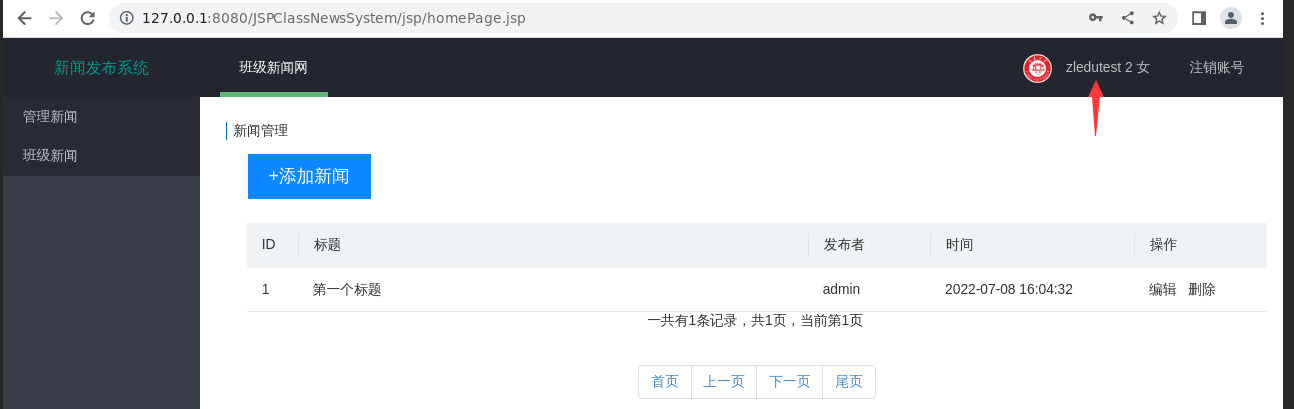 127.0.0.1:8080/JSPClassNewsSystem/jsp/homePage.jsp
新闻发布系统 班级新闻网 zledutest 2 女 注销账号
管理新闻
班级新闻
新闻管理
+添加新闻
ID 标题 发布者 时间 操作
1 第一个标题 admin 2022-07-08 16:04:32 编辑 删除
一共有1条记录，共1页，当前第1页
首页 上一页 下一页 尾页